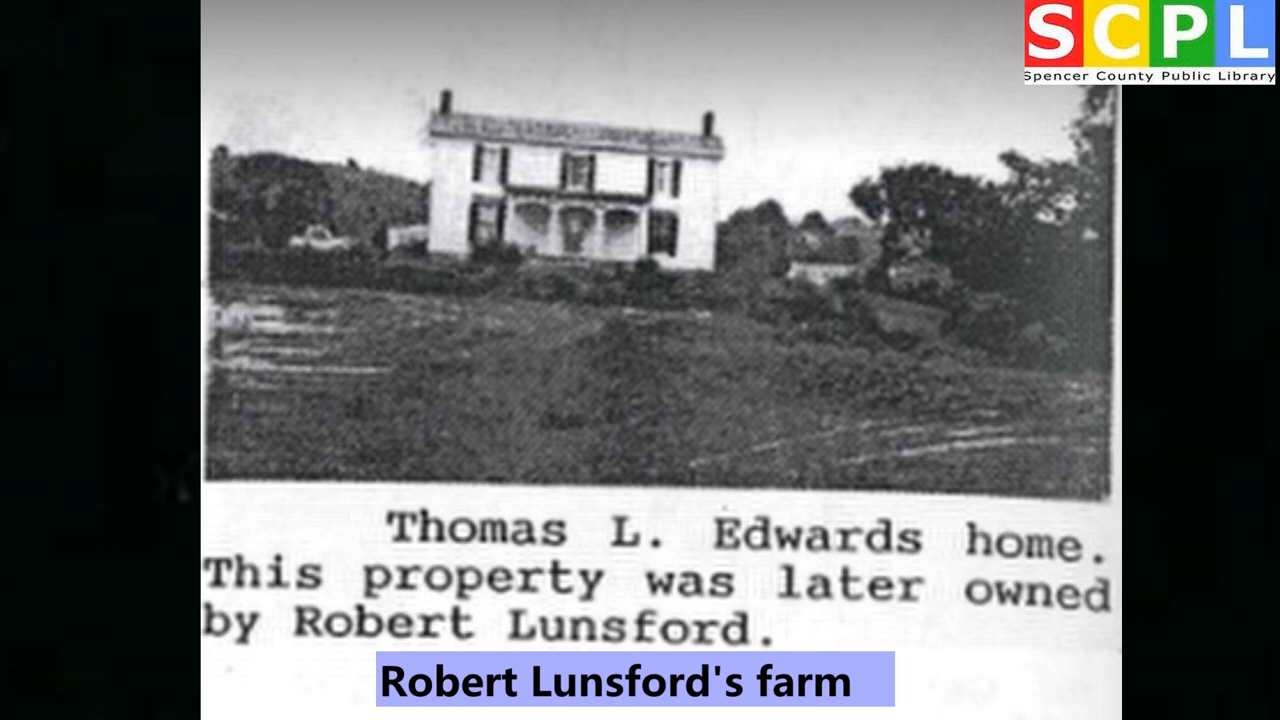 SCPL
Spencer County Public Library
Thomas L. Edwards home.
This property was later owned
by Robert Lunsford.
Robert Lunsford's farm